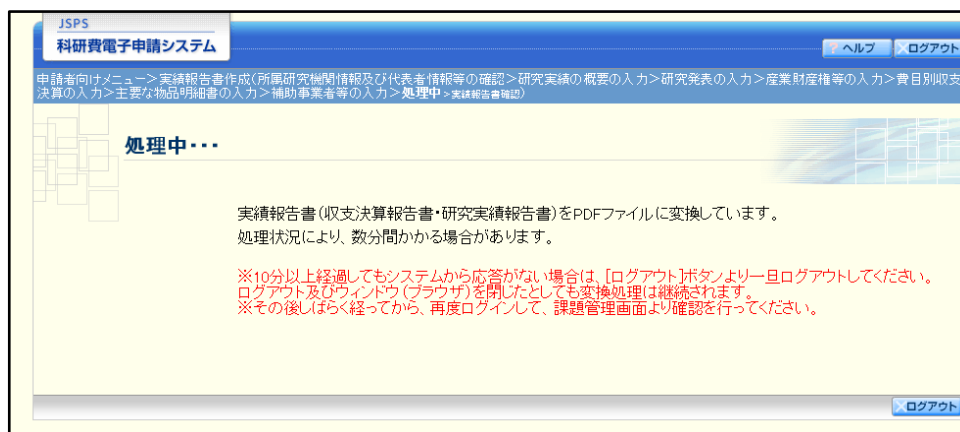 JSPS
科研費電子申請システム
? ヘルプ
×ログアウト
申請者向けメニュー>実績報告書作成(所属研究機関情報及び代表者情報等の確認>研究実績の概要の入力>研究発表の入力>産業財産権等の入力>費目別収支
決算の入力>主要な物品明細書の入力>補助事業者等の入力>処理中>実績報告書確認)
処理中・・・
実績報告書(収支決算報告書・研究実績報告書)をPDFファイルに変換しています。
処理状況により、数分間かかる場合があります。
※10分以上経過してもシステムから応答がない場合は、[ログアウト]ボタンより一旦ログアウトしてください。
ログアウト及びウィンドウ(ブラウザ)を閉じたとしても変換処理は継続されます。
※その後しばらく経ってから、再度ログインして、課題管理画面より確認を行ってください。
×ログアウト